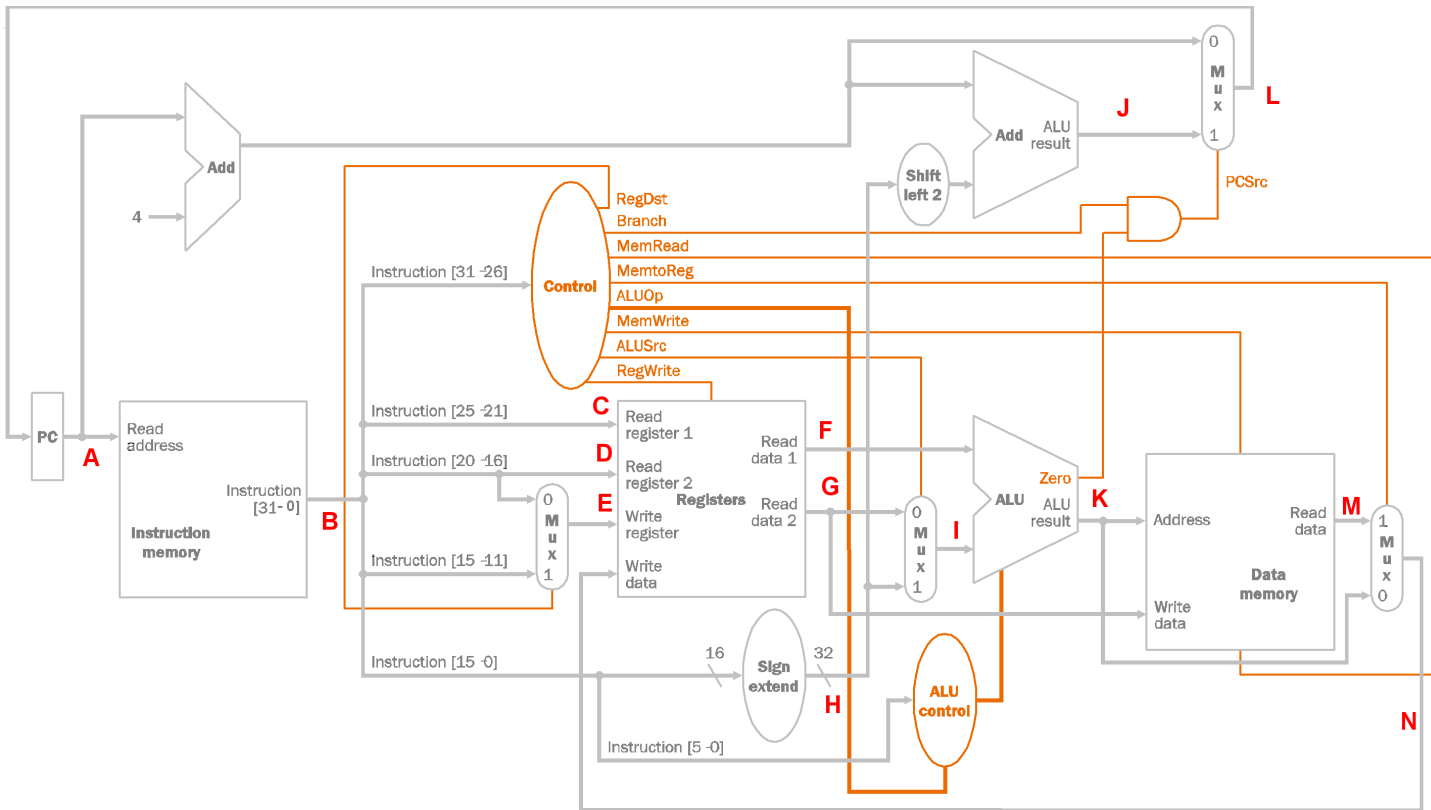 0
M
u
x
1
L
J
Add
ALU
result
Add
4
Shift
left 2
PCSrc
RegDst
Branch
MemRead
MemtoReg
ALUOp
MemWrite
ALUSrc
RegWrite
Control
Instruction [31 -26]
PC
A
Read
address
Instruction
[31- 0]
Instruction
memory
B
Instruction [25 -21]
C
Instruction [20 -16]
D
0
M
u
x
1
E
Instruction [15 -11]
Read
register 1
Read
register 2
Write
register
Write
data
Registers
Read
data 1
Read
data 2
F
G
0
M
u
x
1
I
Zero
ALU
ALU
result
K
Address
Read
data
Write
data
Data
memory
M
1
M
u
x
0
Instruction [15 -0]
16
Sign
extend
32
H
ALU
control
Instruction [5 -0]
N